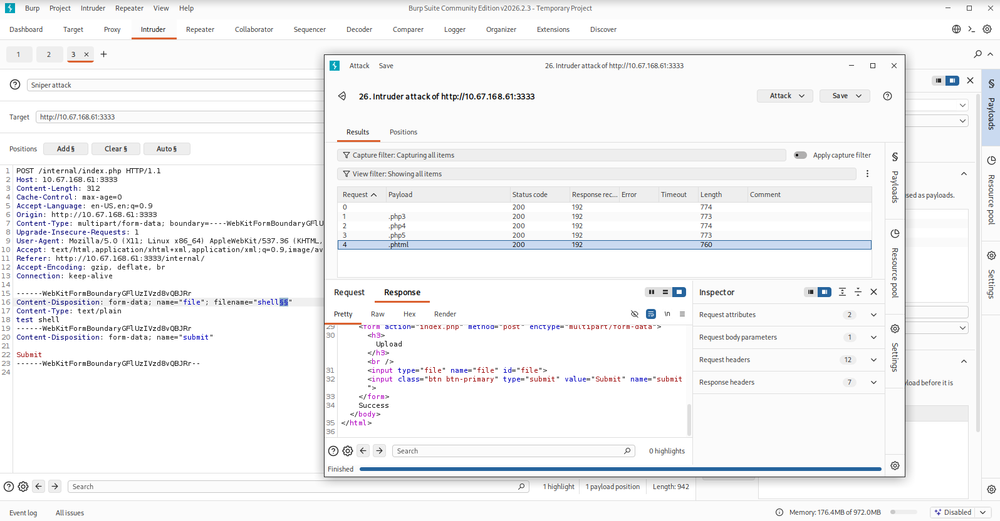 Burp Project Intruder Repeater View Help
Burp Suite Community Edition v2026.2.3 - Temporary Project
Dashboard Target Proxy Intruder Repeater Collaborator Sequencer Decoder Comparer Logger Organizer Extensions Discover
1 2 3 × +
Sniper attack
Target http://10.67.168.61:3333
Positions Add § Clear § Auto §
1 POST /internal/index.php HTTP/1.1
2 Host: 10.67.168.61:3333
3 Content-Length: 312
4 Cache-Control: max-age=0
5 Accept-Language: en-US,en;q=0.9
6 Origin: http://10.67.168.61:3333
7 Content-Type: multipart/form-data; boundary=----WebKitFormBoundaryGFlU
8 Upgrade-Insecure-Requests: 1
9 User-Agent: Mozilla/5.0 (X11; Linux x86_64) AppleWebKit/537.36 (KHTML,
10 Accept: text/html,application/xhtml+xml,application/xml;q=0.9,image/av
11 Referer: http://10.67.168.61:3333/internal/
12 Accept-Encoding: gzip, deflate, br
13 Connection: keep-alive
14
15 ------WebKitFormBoundaryGFlUzIVzd8vQBJRr
16 Content-Disposition: form-data; name="file"; filename="shell§§"
17 Content-Type: text/plain
18 test shell
19 ------WebKitFormBoundaryGFlUzIVzd8vQBJRr
20 Content-Disposition: form-data; name="submit"
21
22 Submit
23 ------WebKitFormBoundaryGFlUzIVzd8vQBJRr--
24
Search
1 highlight 1 payload position Length: 942
Event log All issues
Memory: 176.4MB of 972.0MB Disabled
Attack Save
26. Intruder attack of http://10.67.168.61:3333
26. Intruder attack of http://10.67.168.61:3333
Attack Save
Results Positions
Capture filter: Capturing all items
Apply capture filter
View filter: Showing all items
Request Payload Status code Response rec... Error Timeout Length Comment
0 200 192 774
1 .php3 200 192 773
2 .php4 200 192 774
3 .php5 200 192 773
4 .phtml 200 192 760
Request Response
Pretty Raw Hex Render
\n
29 <form action="index.php" method="post" enctype="multipart/form-data">
30 <h3>
Upload
</h3>
<br />
31 <input type="file" name="file" id="file">
32 <input class="btn btn-primary" type="submit" value="Submit" name="submit
">
33 </form>
34 Success
</body>
35 </html>
36
Search
0 highlights
Finished
Inspector
Request attributes 2
Request body parameters 1
Request headers 12
Response headers 7
§ Payloads
Resource pool
Settings
sed as payloads.
load before it is
§ Payloads
Resource pool
Settings